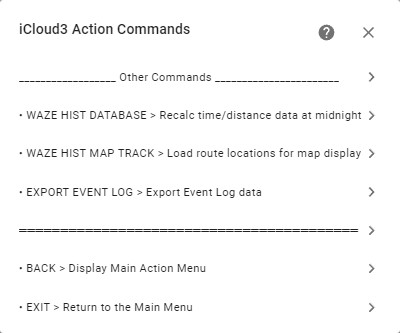 iCloud3 Action Commands
__________________ Other Commands _______________________
• WAZE HIST DATABASE > Recalc time/distance data at midnight
• WAZE HIST MAP TRACK > Load route locations for map display
• EXPORT EVENT LOG > Export Event Log data
══════════════════════════════════════════
• BACK > Display Main Action Menu
• EXIT > Return to the Main Menu